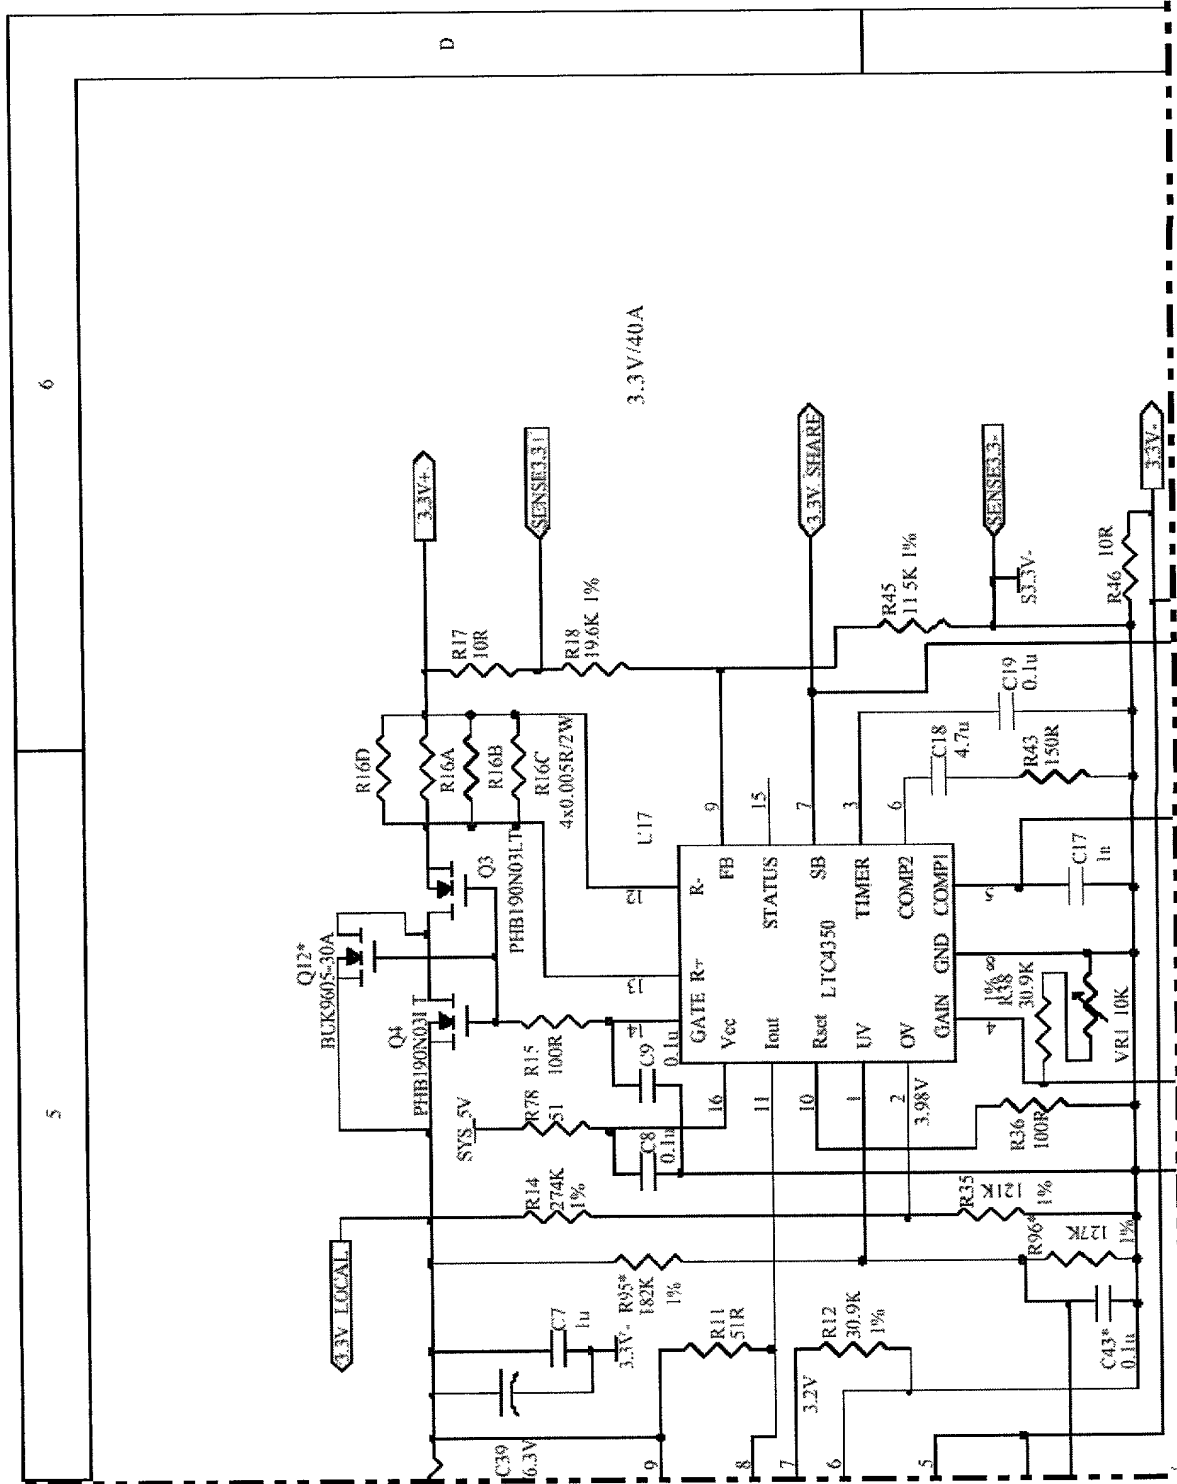 D
6
5
3.3V/40A
3.3V+
SENSE3.3+
3.3V SHARE
SENSE3.3-
3.3V-
S3.3V-
R17
10R
R18
19.6K 1%
R45
11.5K 1%
R46
10R
R16D
R16A
R16B
R16C
4x0.005R/2W
Q3
PHB190N03LT
Q12*
BUK9605-30A
Q4
PHB190N03LT
C19
0.1u
C18
4.7u
R43
150R
C17
1n
U17
LTC4350
12
R-
13
R+
14
GATE
9
FB
15
STATUS
7
SB
3
TIMER
6
COMP2
5
COMP1
8
GND
4
GAIN
16
Vcc
11
Iout
10
Rset
1
UV
2
OV
3.98V
1%
R38
30.9K
VR1 10K
R15
100R
C9
0.1u
SYS_5V
R78
51
C8
0.1u
R36
100R
3.3V LOCAL
R14
274K
1%
R35
121K
1%
R95*
182K
1%
R96*
127K
1%
C7
1u
3.3V-
R11
51R
R12
30.9K
1%
C43*
0.1u
C39
6.3V
3.2V
9
8
7
6
5